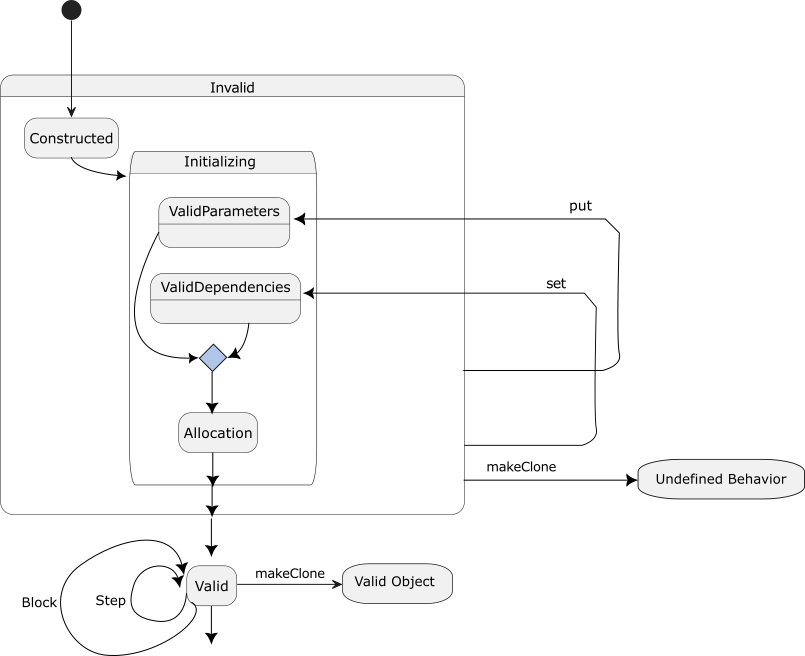 Invalid
Constructed
Initializing
ValidParameters
put
ValidDependencies
set
Allocation
makeClone
Undefined Behavior
Valid
makeClone
Valid Object
Step
Block